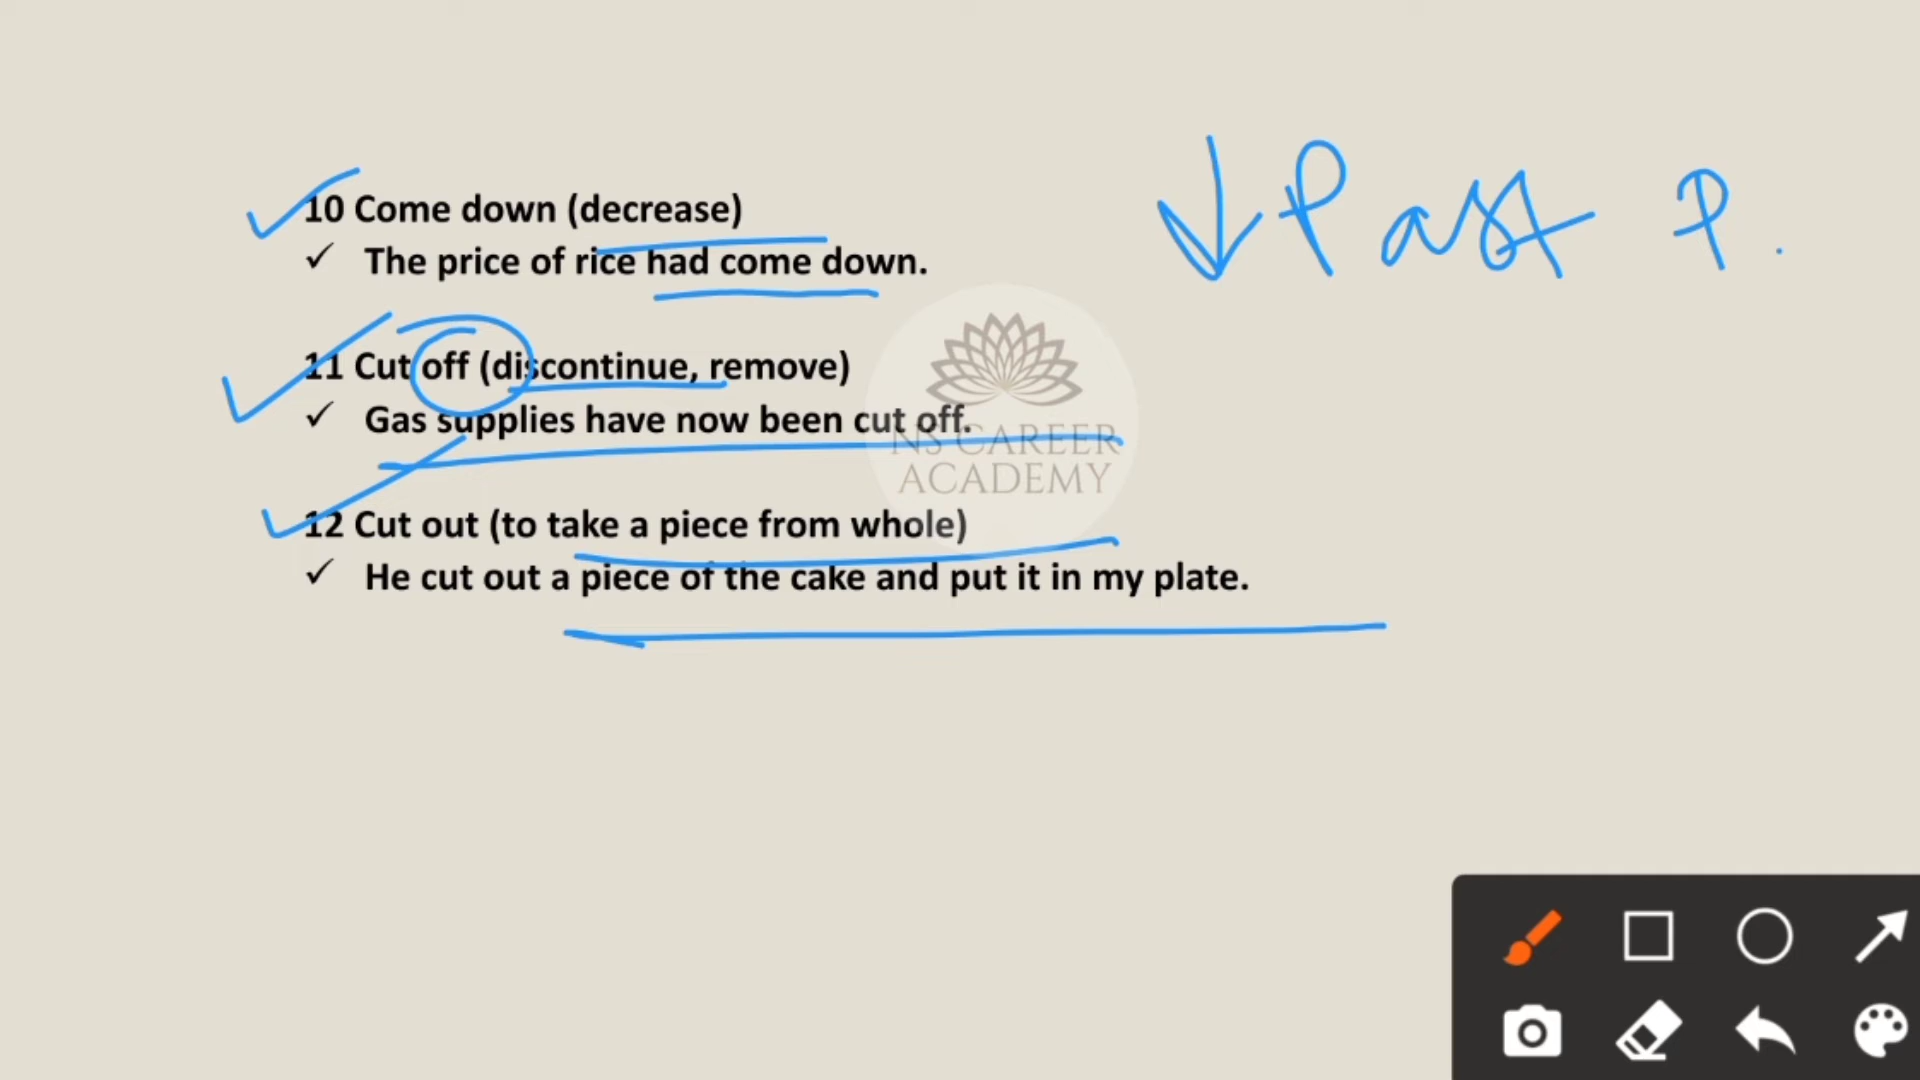 10 Come down (decrease)
✓ The price of rice had come down.
Past P.
11 Cut off (discontinue, remove)
✓ Gas supplies have now been cut off.
NS CAREER
ACADEMY
12 Cut out (to take a piece from whole)
✓ He cut out a piece of the cake and put it in my plate.